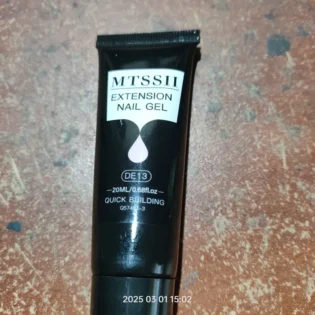 MTSSII
EXTENSION
NAIL GEL
DE13
20ML/0.68fl.oz
QUICK BUILDING
2025 03 01 15:02